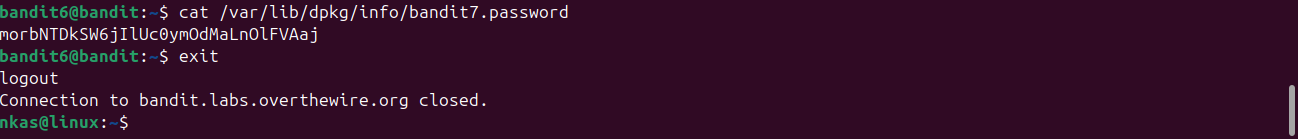 bandit6@bandit:~$ cat /var/lib/dpkg/info/bandit7.password
morbNTDkSW6jIlUc0ymOdMaLnOlFVAaj
bandit6@bandit:~$ exit
logout
Connection to bandit.labs.overthewire.org closed.
nkas@linux:~$